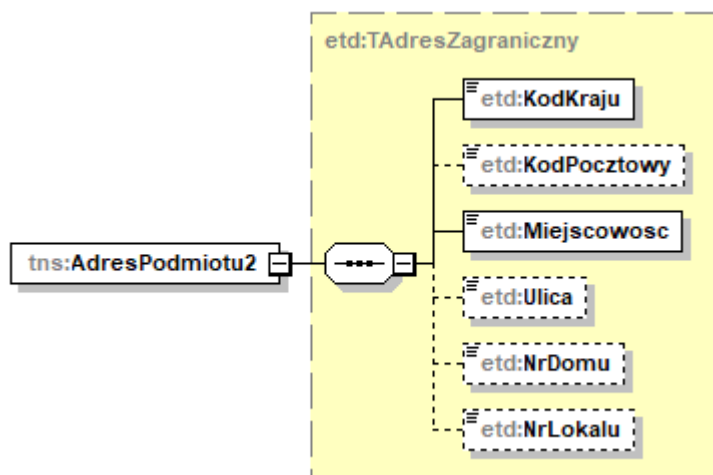 etd:TAdresZagraniczny
etd:KodKraju
etd:KodPocztowy
etd:Miejscowosc
tns:AdresPodmiotu2
etd:Ulica
etd:NrDomu
etd:NrLokalu